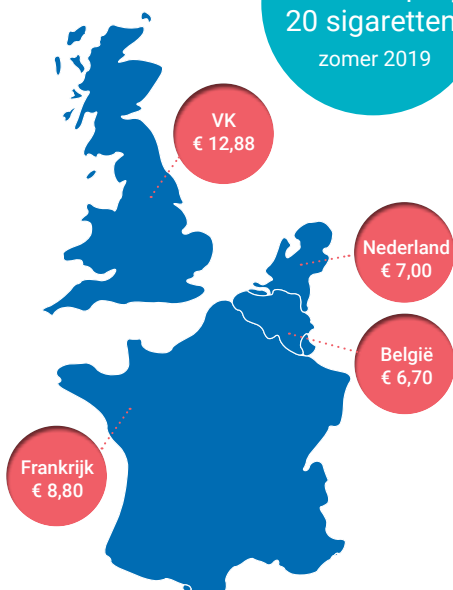 20 sigaretten
zomer 2019
VK
€ 12,88
Nederland
€ 7,00
België
€ 6,70
Frankrijk
€ 8,80